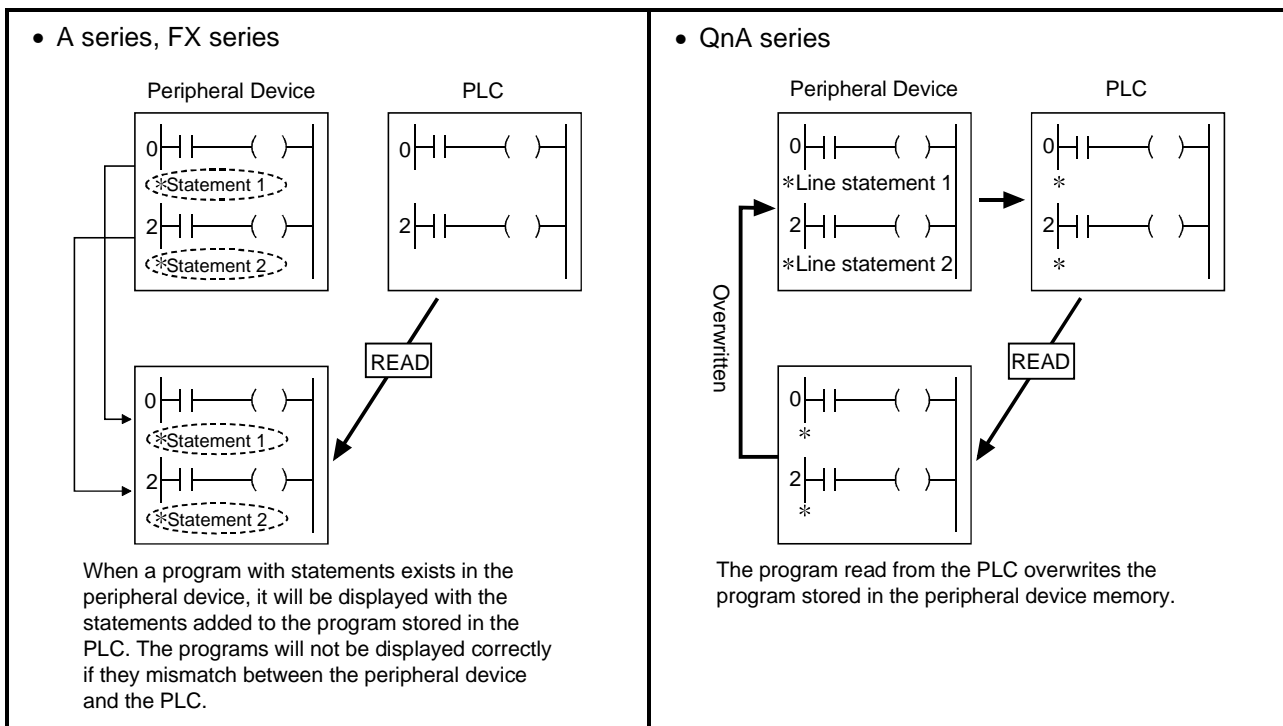 • A series, FX series
Peripheral Device
PLC
0
*Statement 1
2
*Statement 2
0
2
READ
0
*Statement 1
2
*Statement 2
When a program with statements exists in the
peripheral device, it will be displayed with the
statements added to the program stored in the
PLC. The programs will not be displayed correctly
if they mismatch between the peripheral device
and the PLC.
• QnA series
Peripheral Device
PLC
0
*Line statement 1
2
*Line statement 2
0
*
2
*
Overwritten
READ
0
*
2
*
The program read from the PLC overwrites the
program stored in the peripheral device memory.